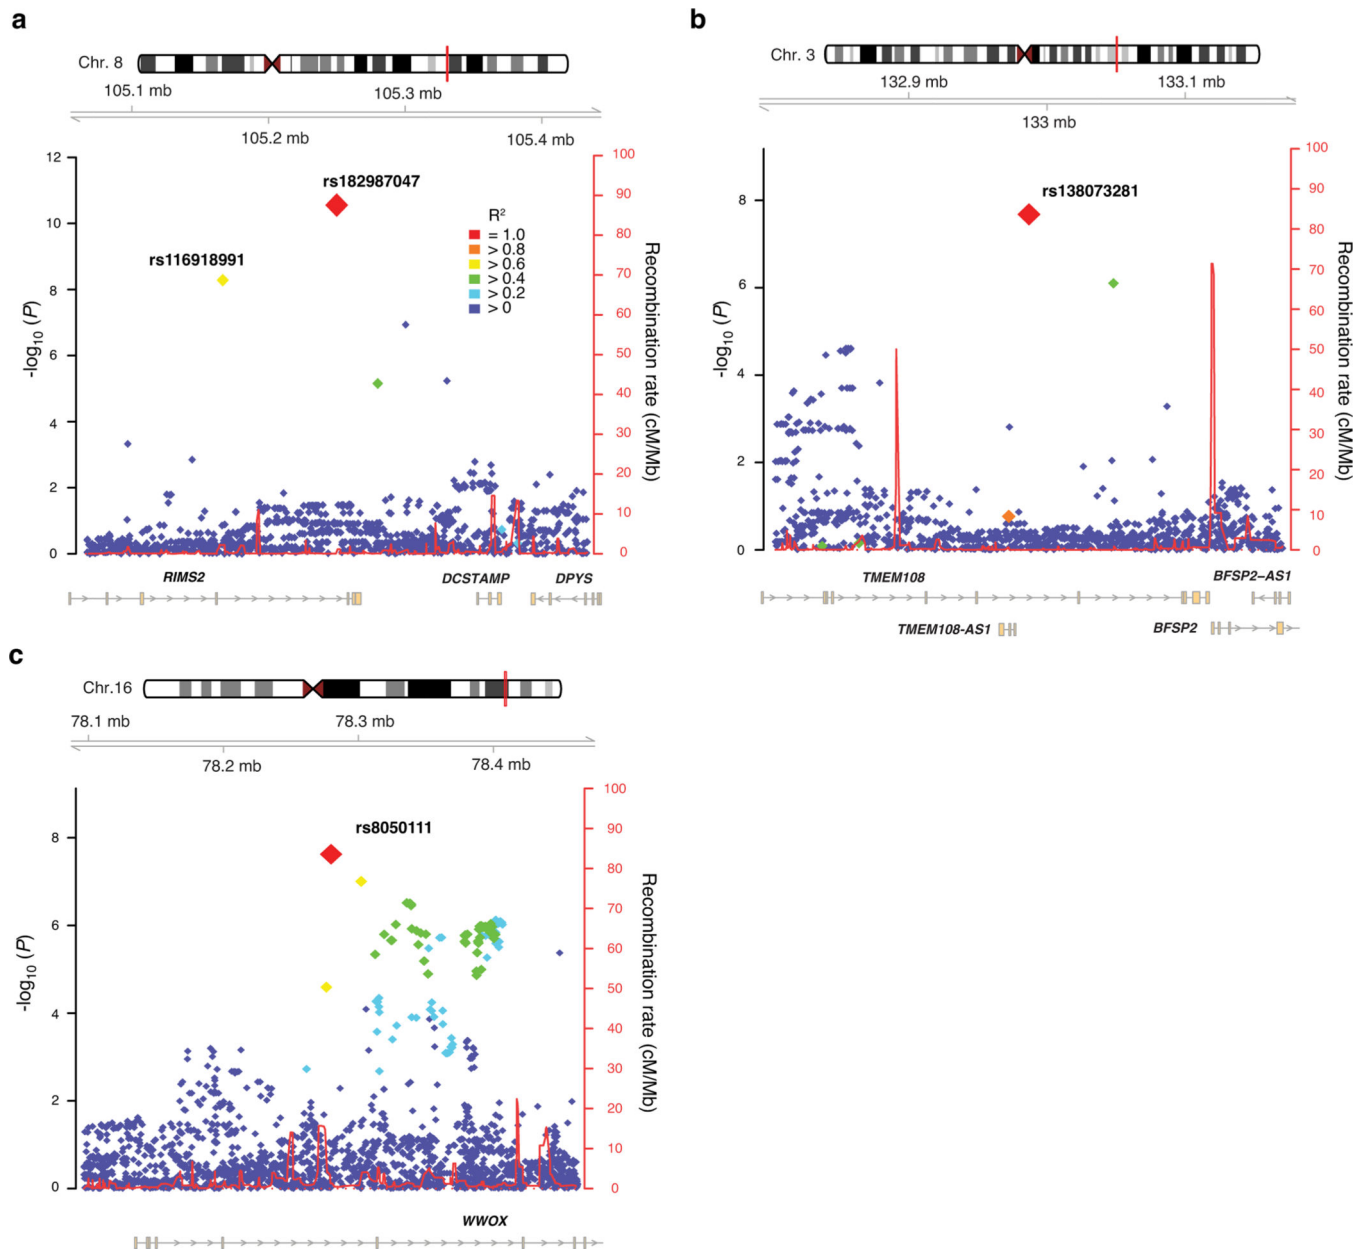 a
Chr. 8
105.1 mb
105.3 mb
105.2 mb
105.4 mb
12
10
8
6
4
2
0
-log10 (P)
100
90
80
70
60
50
40
30
20
10
0
Recombination rate (cM/Mb)
rs182987047
rs116918991
R²
= 1.0
> 0.8
> 0.6
> 0.4
> 0.2
> 0
RIMS2
DCSTAMP
DPYS
b
Chr. 3
132.9 mb
133.1 mb
133 mb
8
6
4
2
0
-log10 (P)
100
90
80
70
60
50
40
30
20
10
0
Recombination rate (cM/Mb)
rs138073281
TMEM108
BFSP2–AS1
TMEM108-AS1
BFSP2
c
Chr.16
78.1 mb
78.3 mb
78.2 mb
78.4 mb
8
6
4
2
0
-log10 (P)
100
90
80
70
60
50
40
30
20
10
0
Recombination rate (cM/Mb)
rs8050111
WWOX